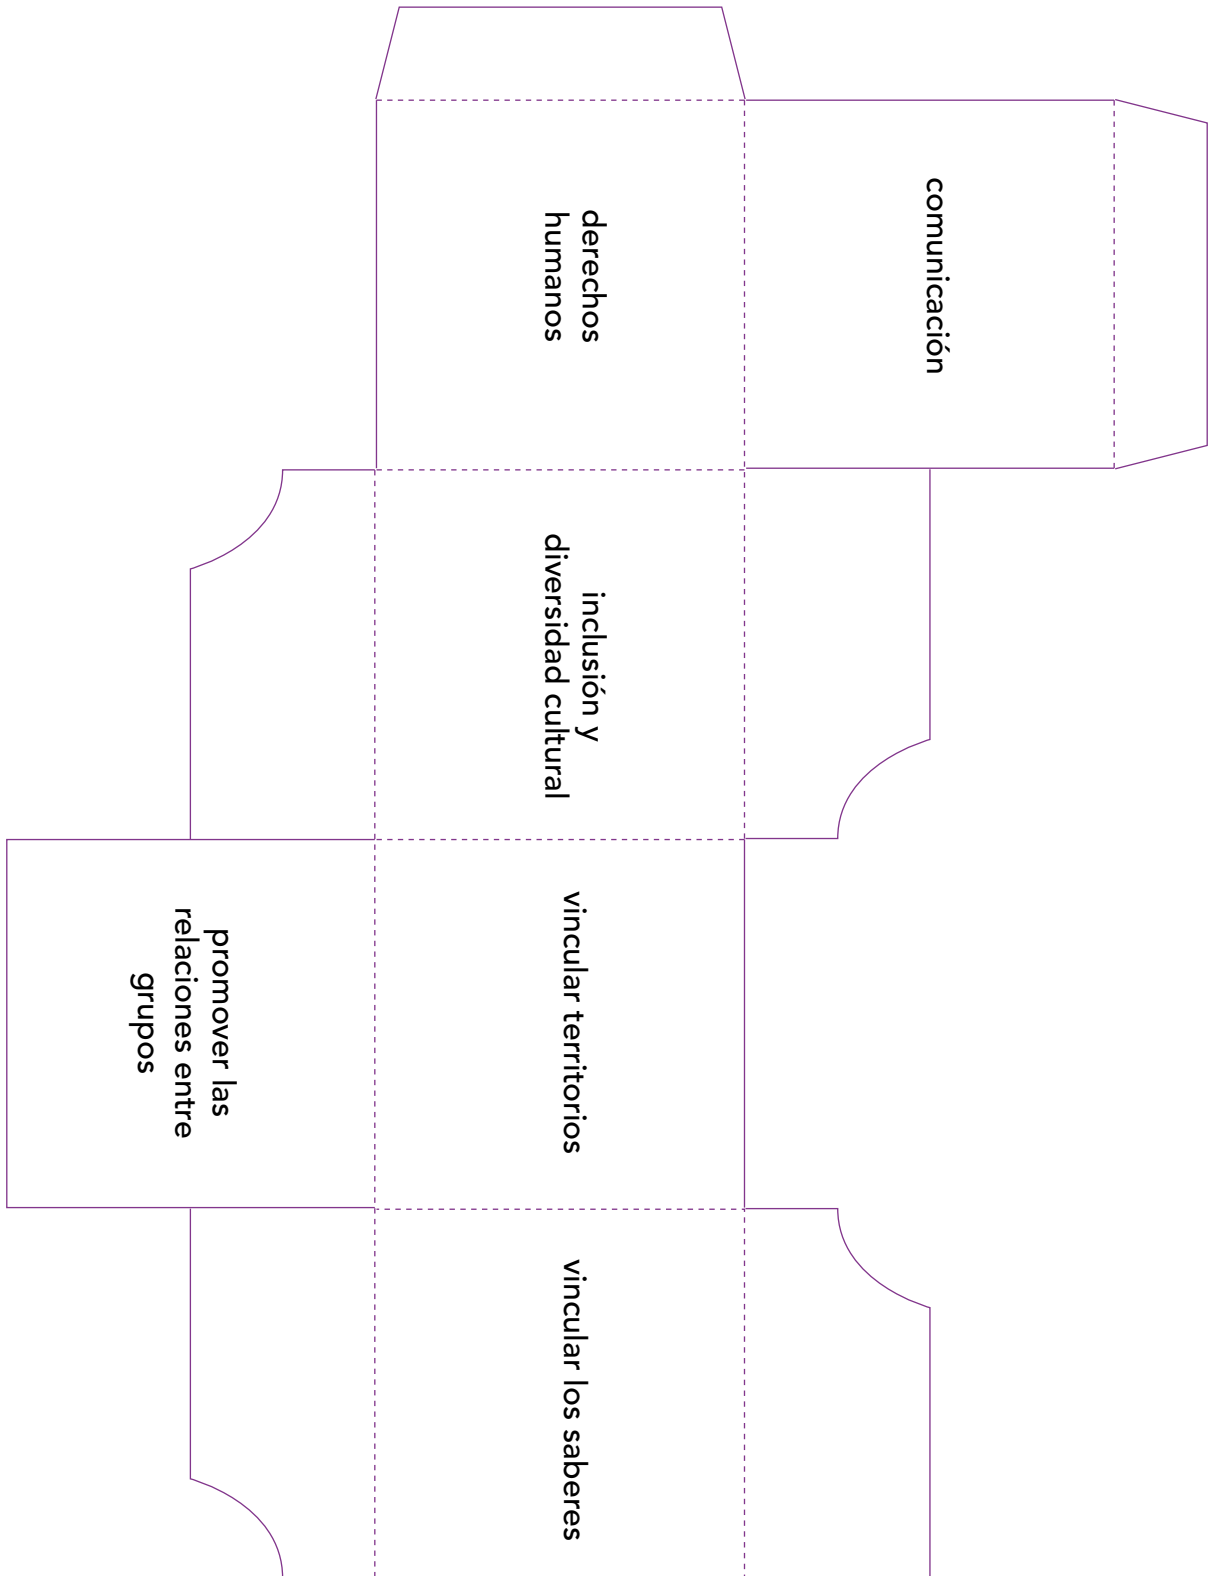 comunicación
derechos
humanos
inclusión y
diversidad cultural
vincular territorios
vincular los saberes
promover las
relaciones entre
grupos